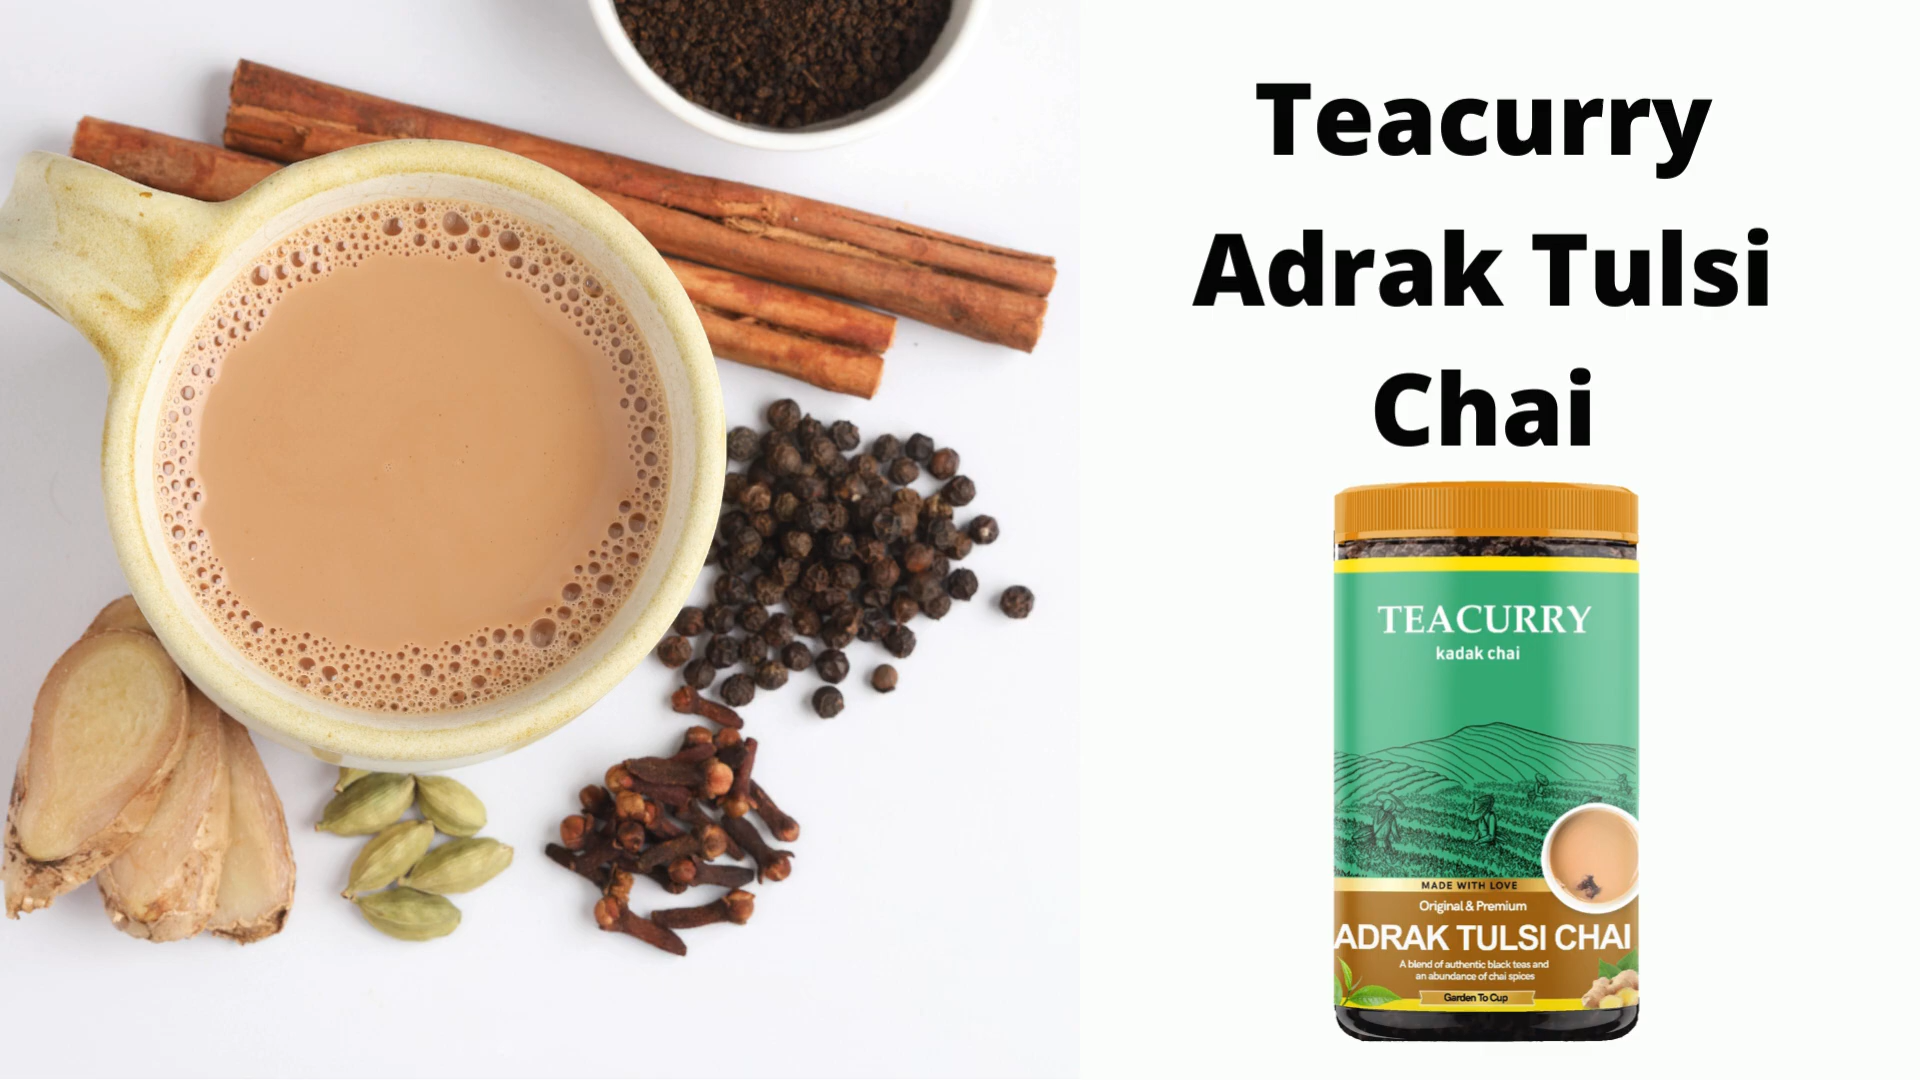 Teacurry
Adrak Tulsi
Chai
TEACURRY
kadak chai
MADE WITH LOVE
Original & Premium
ADRAK TULSI CHAI
A blend of authentic black teas and
an abundance of chai spices
Garden To Cup